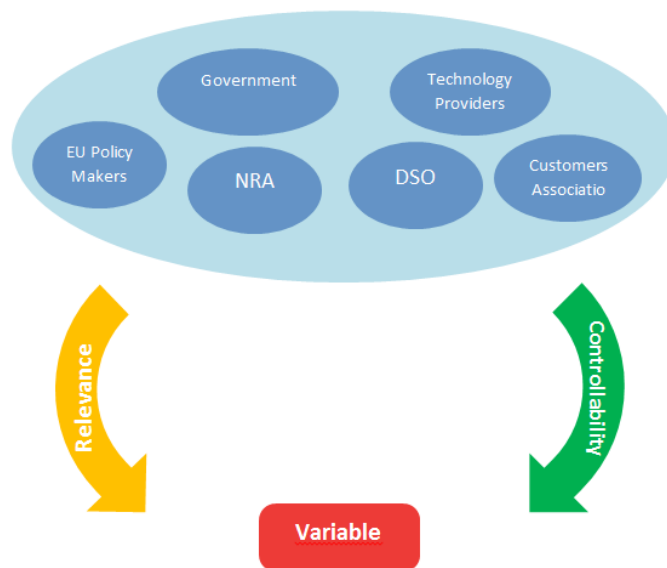 Government
Technology
Providers
EU Policy
Makers
NRA
DSO
Customers
Associatio
Relevance
Controllability
Variable